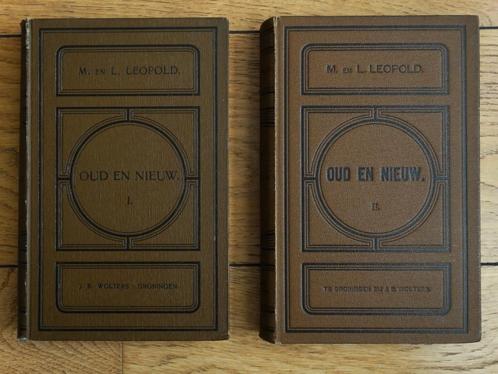 M. EN L. LEOPOLD.
OUD EN NIEUW.
I.
J. B. WOLTERS - GRONINGEN
M. EN L. LEOPOLD.
OUD EN NIEUW.
II.
TE GRONINGEN BIJ J. B. WOLTERS.